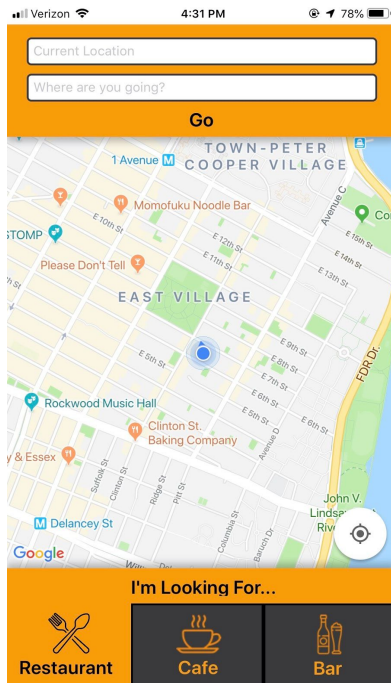 Verizon 4:31 PM 78%
Current Location
Where are you going?
Go
TOWN-PETER
COOPER VILLAGE
1 Avenue M
Avenue C
Momofuku Noodle Bar
E 10th St
E 12th St
E 11th St
E 15th St
E 14th St
E 13th St
STOMP
Please Don't Tell
EAST VILLAGE
E 5th St
E 9th St
E 8th St
E 7th St
E 6th St
E 5th St
E 6th St
FDR Dr.
Rockwood Music Hall
Clinton St.
Baking Company
Avenue D
y & Essex
Suffolk St
Clinton St
Ridge St
Pitt St
Columbia St
Baruch Dr
M Delancey St
John V.
Google
I'm Looking For...
Restaurant
Cafe
Bar